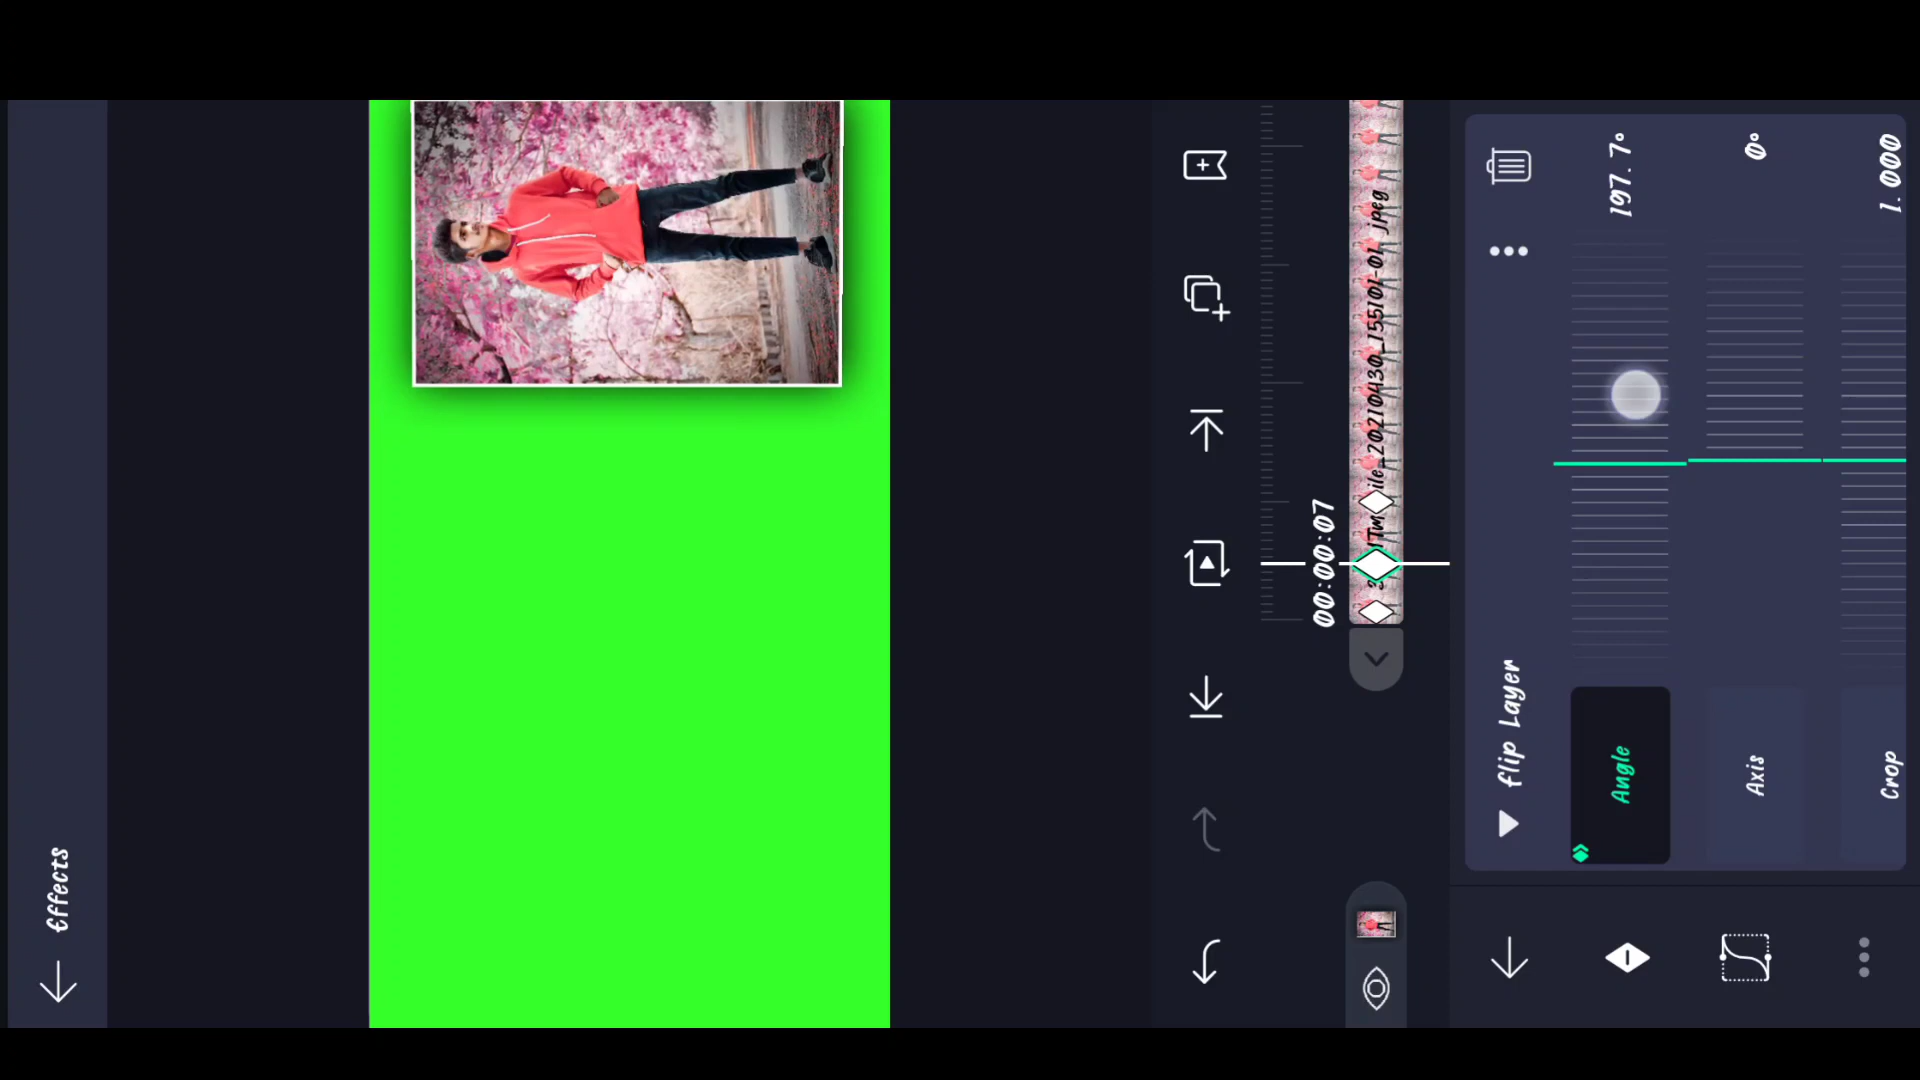 Effects
00:00:07
ile_20210430_155101-01. jpeg
flip Layer
Angle
197. 7°
Axis
0°
Crop
1. 000